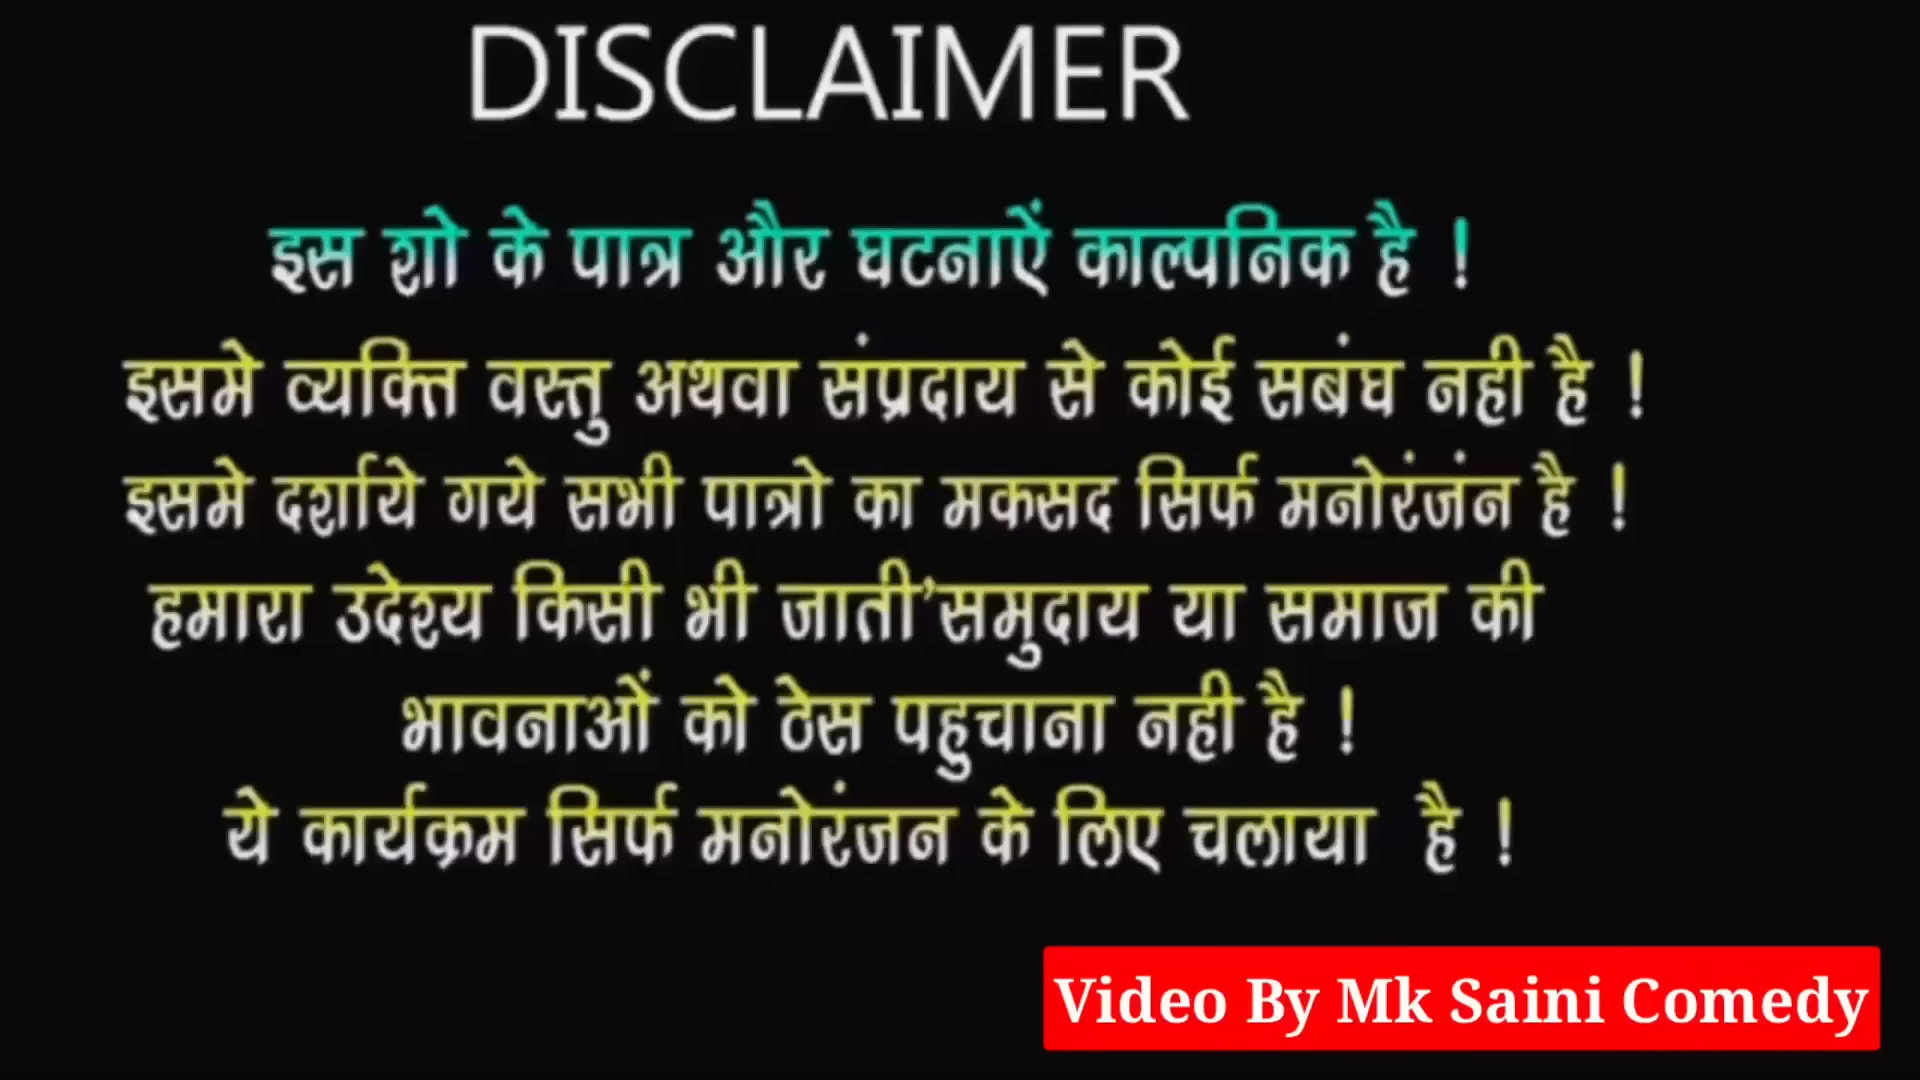 DISCLAIMER
इस शो के पात्र और घटनाऐं काल्पनिक है !
इसमे व्यक्ति वस्तु अथवा संप्रदाय से कोई सबंघ नही है !
इसमे दर्शाये गये सभी पात्रो का मकसद सिर्फ मनोरंजंन है !
हमारा उदेश्य किसी भी जाती’समुदाय या समाज की
भावनाओं को ठेस पहुचाना नही है !
ये कार्यक्रम सिर्फ मनोरंजन के लिए चलाया है !
Video By Mk Saini Comedy